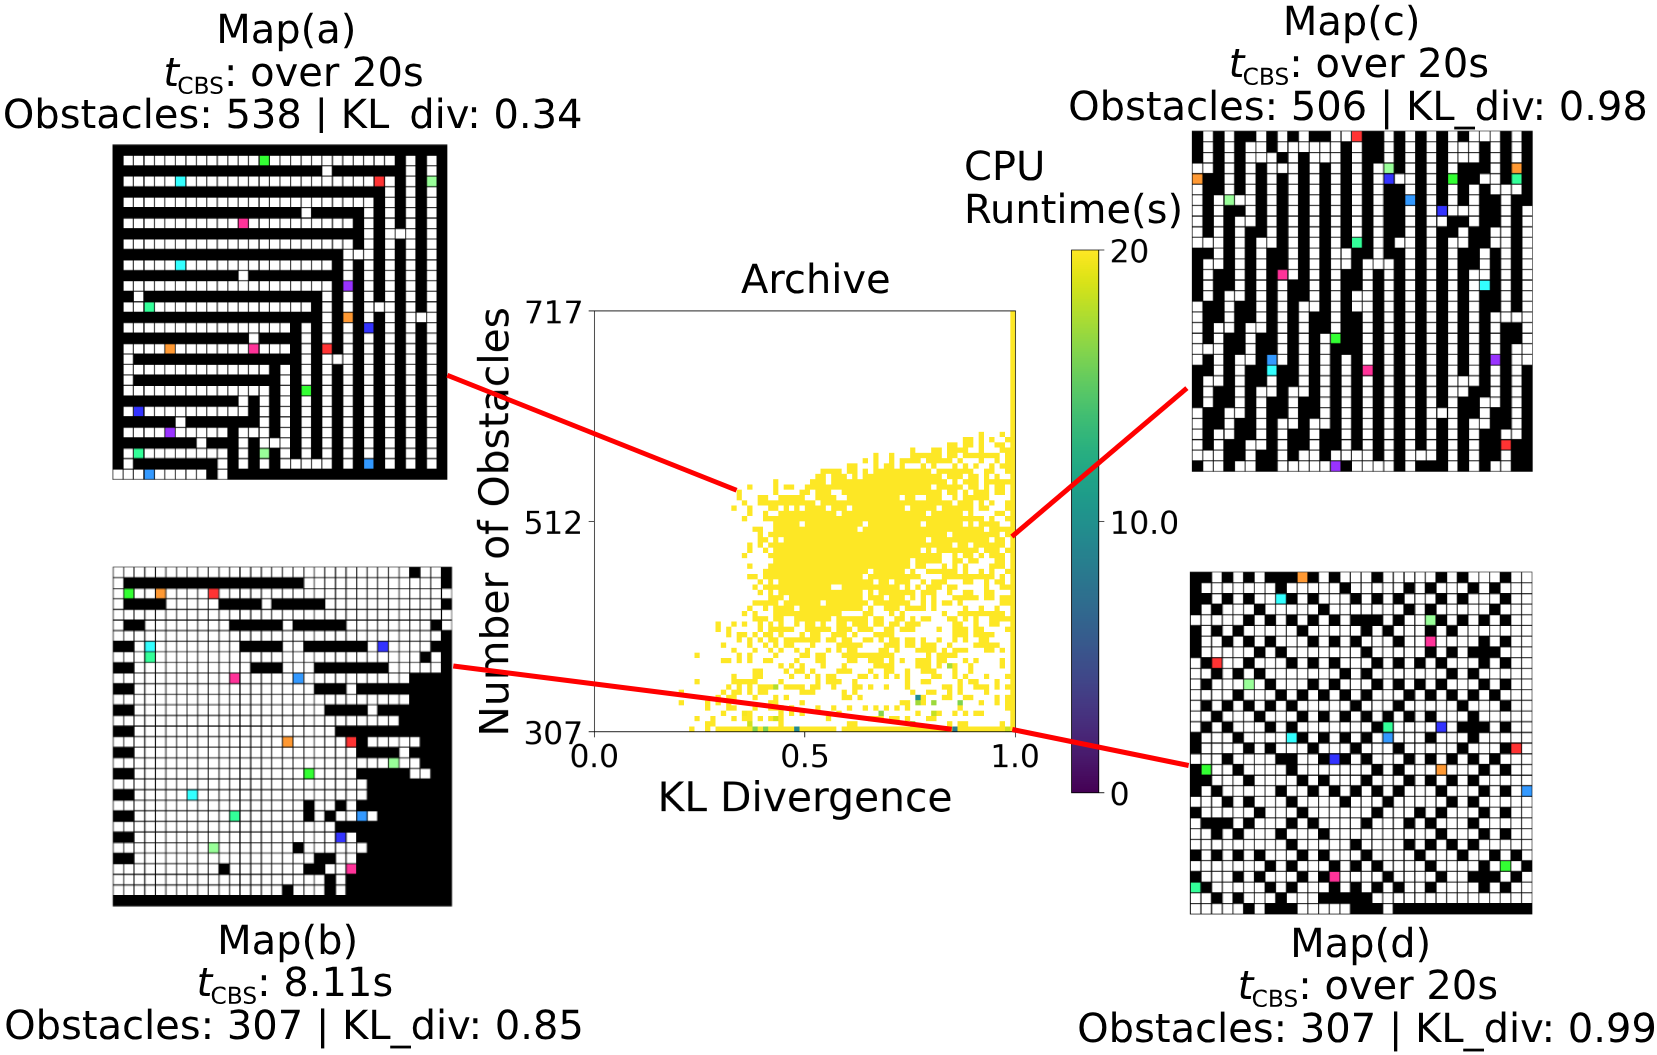 Map(a)
tCBS: over 20s
Obstacles: 538 | KL_div: 0.34
Map(c)
tCBS: over 20s
Obstacles: 506 | KL_div: 0.98
CPU
Runtime(s)
20
10.0
0
Archive
Number of Obstacles
717
512
307
0.0
0.5
1.0
KL Divergence
Map(b)
tCBS: 8.11s
Obstacles: 307 | KL_div: 0.85
Map(d)
tCBS: over 20s
Obstacles: 307 | KL_div: 0.99